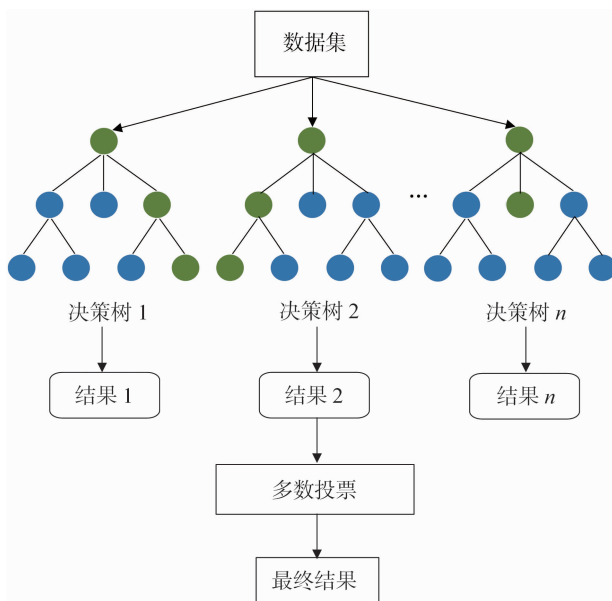 数据集
...
决策树 1
决策树 2
决策树 n
结果 1
结果 2
结果 n
多数投票
最终结果